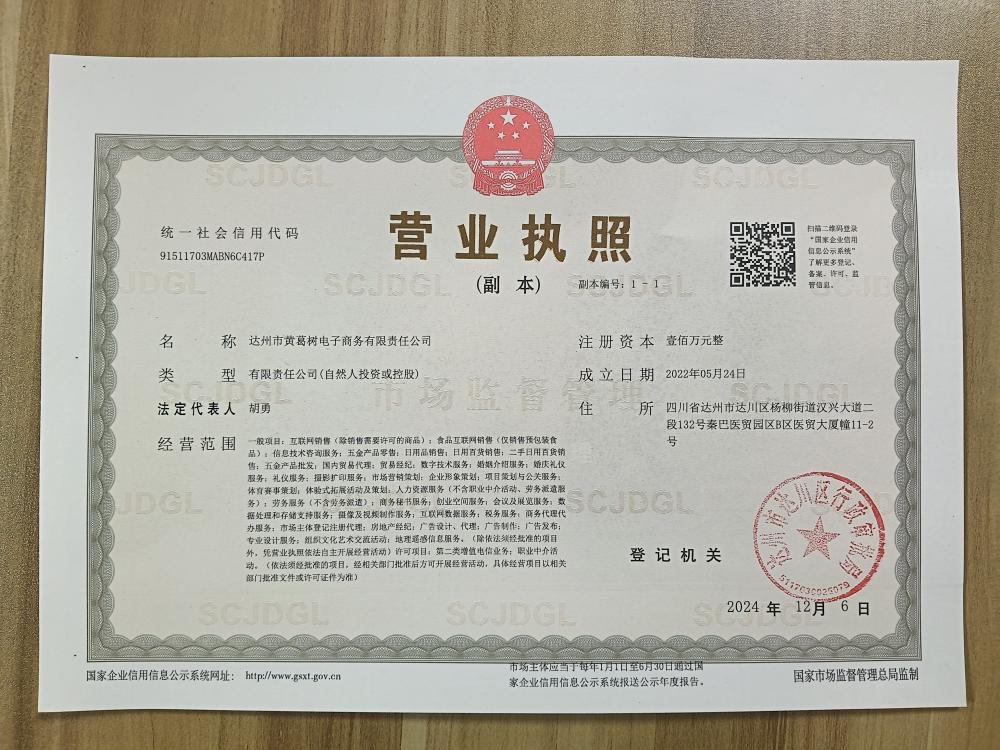 营业执照
(副 本)
副本编号：1 - 1
统一社会信用代码
91511703MABN6C417P
扫描二维码登录
“国家企业信用
信息公示系统”
了解更多登记、
备案、许可、监
管信息。
名 称 达州市黄葛树电子商务有限责任公司
类 型 有限责任公司(自然人投资或控股)
法定代表人 胡勇
经营范围 一般项目：互联网销售（除销售需要许可的商品）；食品互联网销售（仅销售预包装食
品）；信息技术咨询服务；五金产品零售；日用品销售；日用百货销售；二手日用百货销
售；五金产品批发；国内贸易代理；贸易经纪；数字技术服务；婚姻介绍服务；婚庆礼仪
服务；礼仪服务；摄影扩印服务；市场营销策划；企业形象策划；项目策划与公关服务；
体育赛事策划；体验式拓展活动及策划；人力资源服务（不含职业中介活动、劳务派遣服
务）；劳务服务（不含劳务派遣）；商务秘书服务；创业空间服务；会议及展览服务；数
据处理和存储支持服务；摄像及视频制作服务；互联网数据服务；税务服务；商务代理代
办服务；市场主体登记注册代理；房地产经纪；广告设计、代理；广告制作；广告发布；
专业设计服务；组织文化艺术交流活动；地理遥感信息服务。（除依法须经批准的项目
外，凭营业执照依法自主开展经营活动）许可项目：第二类增值电信业务；职业中介活
动。（依法须经批准的项目，经相关部门批准后方可开展经营活动，具体经营项目以相关
部门批准文件或许可证件为准）
注册资本 壹佰万元整
成立日期 2022年05月24日
住 所 四川省达州市达川区杨柳街道汉兴大道二
段132号秦巴医贸园区B区医贸大厦幢11-2
号
登记机关
达州市达川区行政审批局
5117030025079
2024 年 12月 6 日
国家企业信用信息公示系统网址： http://www.gsxt.gov.cn
市场主体应当于每年1月1日至6月30日通过国
家企业信用信息公示系统报送公示年度报告。
国家市场监督管理总局监制
SCJDGL
市场监督管理